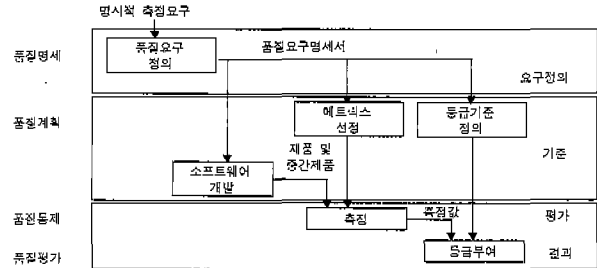 명시적 측정요구
품질요구
정의
품질요구명세서
품질명세
요구정의
품질계획
메트릭스
선정
등급기준
정의
기준
제품 및
중간제품
소프트웨어
개발
품질통제
측정
측정값
평가
등급부여
결과
품질평가